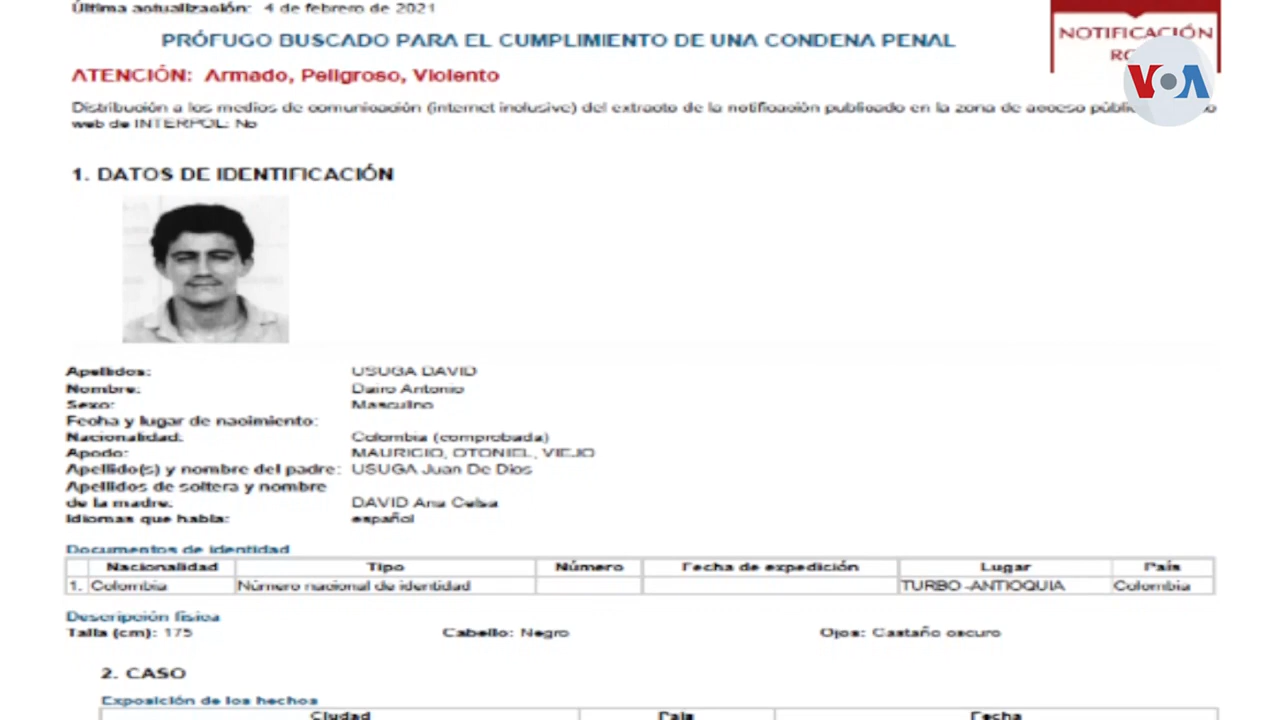 Última actualización: 4 de febrero de 2021
PRÓFUGO BUSCADO PARA EL CUMPLIMIENTO DE UNA CONDENA PENAL
NOTIFICACIÓN
VOA
ATENCIÓN: Armado, Peligroso, Violento
Distribución a los medios de comunicación (internet inclusive) del extracto de la notificación publicado en la zona de acceso
web de INTERPOL: No
1. DATOS DE IDENTIFICACIÓN
Apellidos: USUGA DAVID
Nombre: Dairo Antonio
Sexo: Masculino
Fecha y lugar de nacimiento:
Nacionalidad: Colombia (comprobada)
Apodo: MAURICIO, OTONIEL, VIEJO
Apellido(s) y nombre del padre: USUGA Juan De Dios
Apellidos de soltera y nombre
de la madre: DAVID Ana Celsa
Idiomas que habla: español
Documentos de identidad
Nacionalidad Tipo Número Fecha de expedición Lugar País
1. Colombia Número nacional de identidad TURBO -ANTIOQUIA Colombia
Descripción física
Talla (cm): 175 Cabello: Negro Ojos: Castaño oscuro
2. CASO
Exposición de los hechos
Ciudad País Fecha